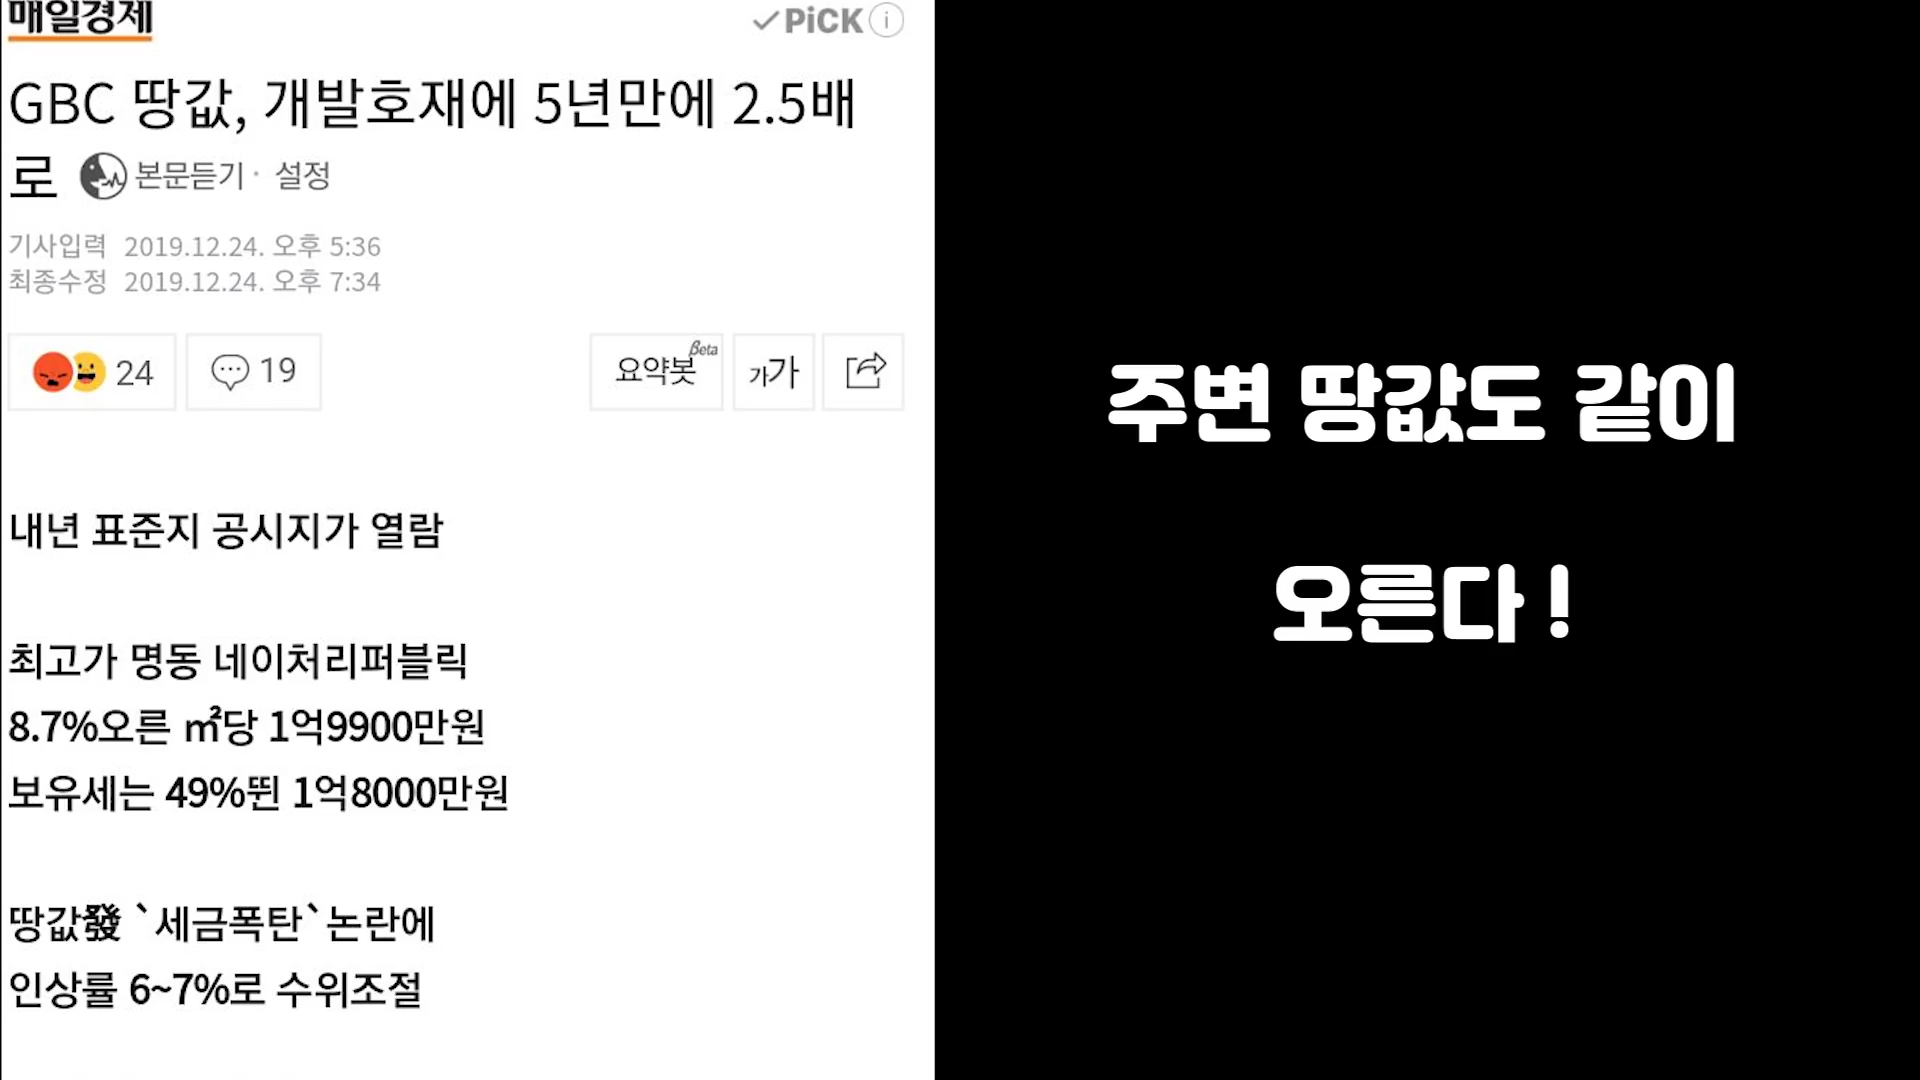 매일경제
PiCK
GBC 땅값, 개발호재에 5년만에 2.5배
로 본문듣기· 설정
기사입력 2019.12.24. 오후 5:36
최종수정 2019.12.24. 오후 7:34
24 19 요약봇 Beta 가가
내년 표준지 공시지가 열람
최고가 명동 네이처리퍼블릭
8.7%오른 ㎡당 1억9900만원
보유세는 49%뛴 1억8000만원
땅값發 `세금폭탄`논란에
인상률 6~7%로 수위조절
주변 땅값도 같이
오른다 !